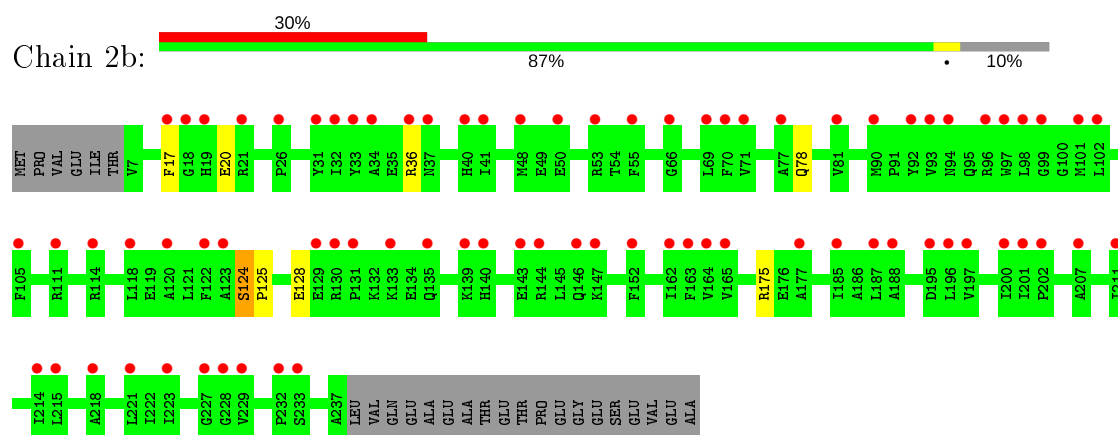 30%
Chain 2b:
87% • 10%
MET PRO VAL GLU ILE THR V7 F17 G18 H19 E20 R21 P26 Y31 I32 Y33 A34 E35 R36 N37 H40 I41 M48 E49 E50 R53 T54 F55 G66 L69 F70 V71 A77 Q78 V81 M90 P91 Y92 V93 N94 Q95 R96 W97 L98 G99 G100 M101 L102
F105 R111 R114 L118 E119 A120 L121 F122 A123 S124 P125 E128 E129 R130 P131 K132 K133 E134 Q135 K139 H140 E143 R144 L145 Q146 K147 F152 I162 F163 V164 V165 R175 E176 A177 I185 A186 L187 A188 D195 L196 V197 I200 I201 P202 A207 I211
I214 L215 A218 L221 I222 I223 G227 G228 V229 P232 S233 A237 LEU VAL GLN GLU ALA GLU ALA THR GLU THR PRO GLU GLY GLU SER GLU VAL GLU ALA